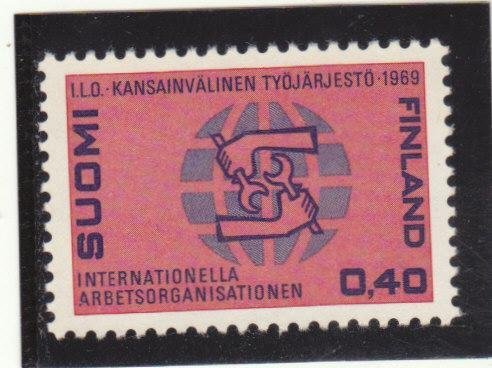 I.L.O.·KANSAINVÄLINEN TYÖJÄRJESTÖ·1969
SUOMI
FINLAND
INTERNATIONELLA
ARBETSORGANISATIONEN
0,40